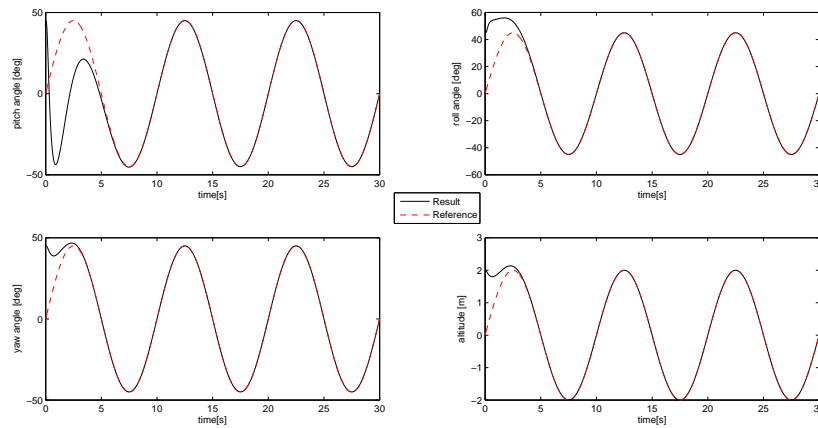 50
0
−50
pitch angle [deg]
0 5 10 15 20 25 30
time[s]
60
40
20
0
−20
−40
−60
roll angle [deg]
0 5 10 15 20 25 30
time[s]
Result
Reference
50
0
−50
yaw angle [deg]
0 5 10 15 20 25 30
time[s]
2
1
0
−1
−2
altitude [m]
0 5 10 15 20 25 30
time[s]